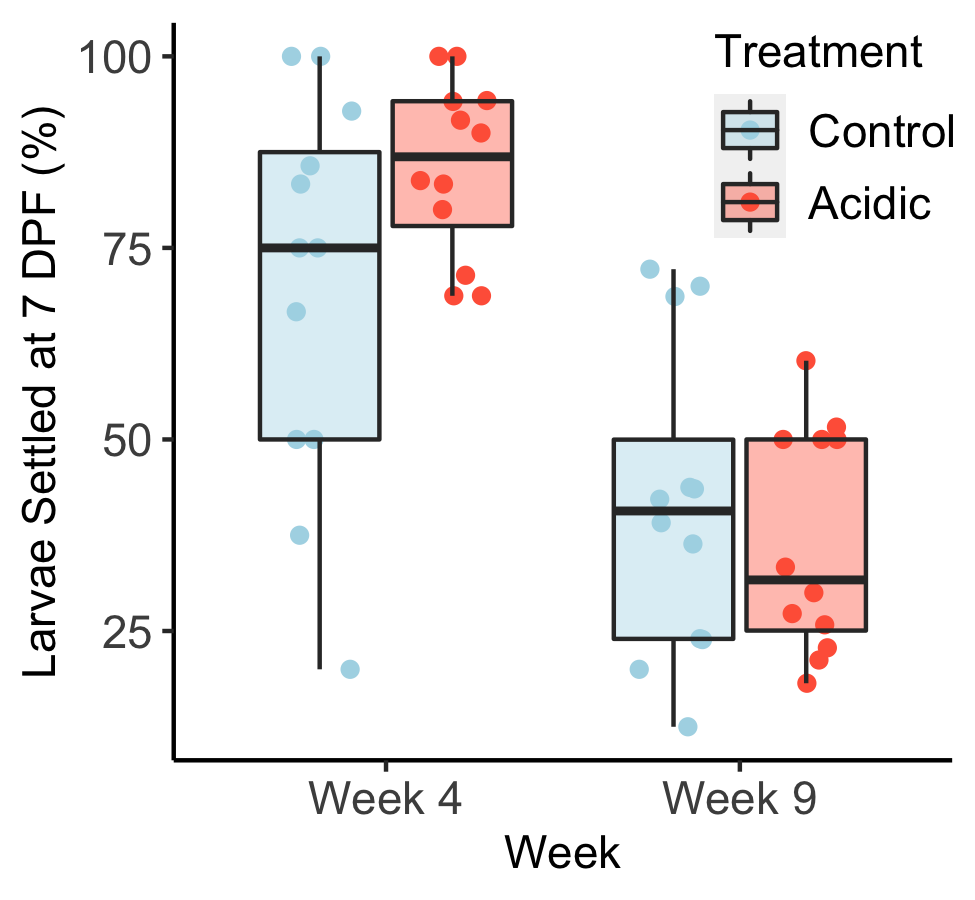 Treatment
Control
Acidic
Larvae Settled at 7 DPF (%)
100
75
50
25
Week 4 Week 9
Week